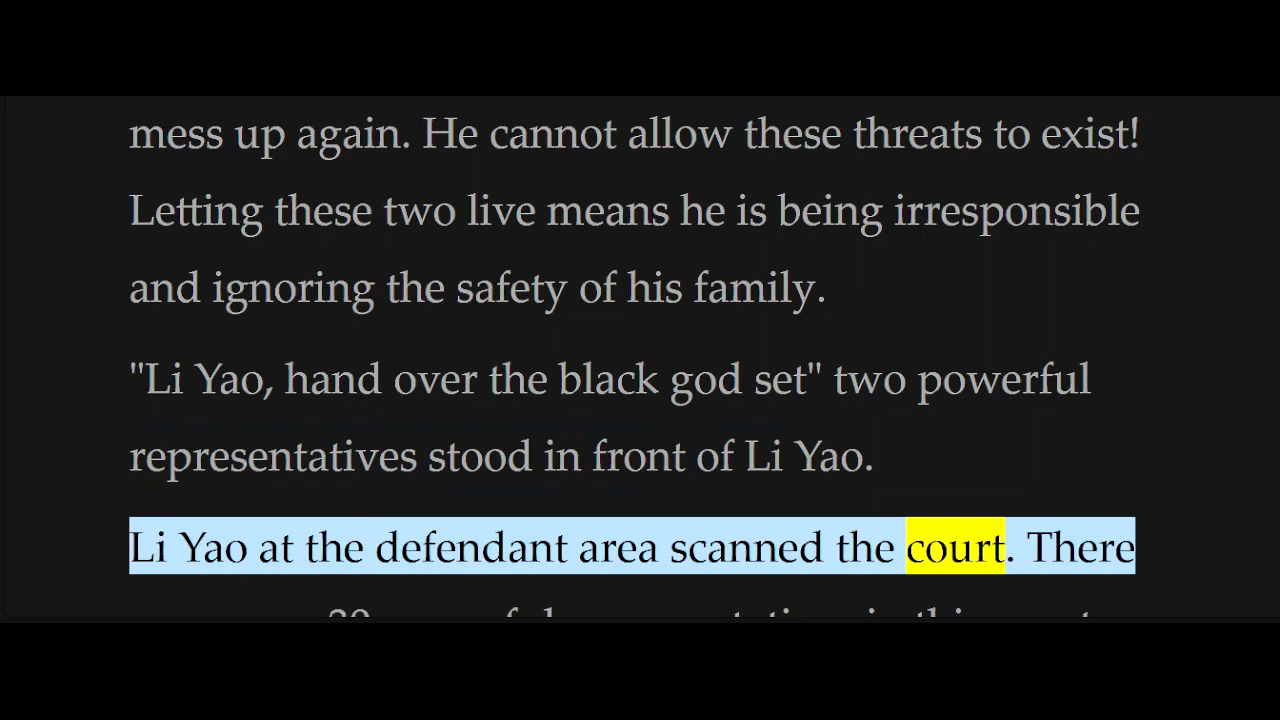 mess up again. He cannot allow these threats to exist!
Letting these two live means he is being irresponsible
and ignoring the safety of his family.
"Li Yao, hand over the black god set" two powerful
representatives stood in front of Li Yao.
Li Yao at the defendant area scanned the court. There